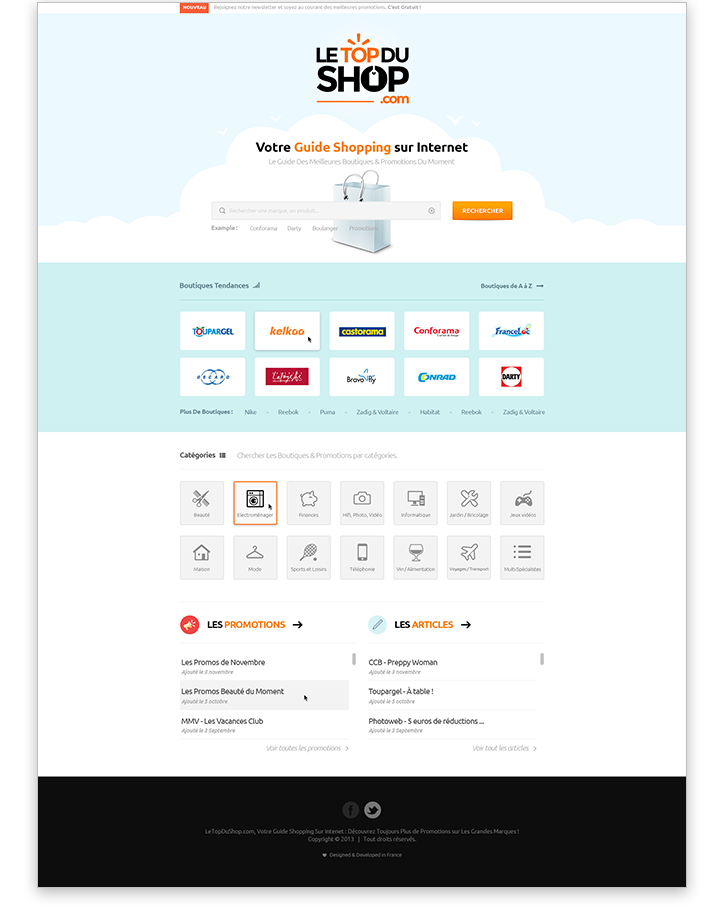 NOUVEAU Rejoignez notre newsletter et soyez au courant des meilleures promotions. C'est Gratuit !
LE TOP DU
SHOP
.com
Votre Guide Shopping sur Internet
Le Guide Des Meilleures Boutiques & Promotions Du Moment
Rechercher une marque, un produit... RECHERCHER
Exemple : Conforama Darty Boulanger Promotions
Boutiques Tendances Boutiques de A à Z
TOUPARGEL kelkoo castorama Conforama FranceLoc
OSCARO Bravofly CONRAD DARTY
Plus De Boutiques : Nike - Reebok - Puma - Zadig & Voltaire - Habitat - Reebok - Zadig & Voltaire
Catégories Chercher Les Boutiques & Promotions par catégories.
Beauté Electroménager Finances Hifi, Photo, Vidéo Informatique Jardin / Bricolage Jeux vidéos
Maison Mode Sports et Loisirs Téléphonie Vin / Alimentation Voyages / Transport Multi/Spécialistes
LES PROMOTIONS LES ARTICLES
Les Promos de Novembre CCB - Preppy Woman
Ajouté le 3 novembre Ajouté le 3 novembre
Les Promos Beauté du Moment Toupargel - À table !
Ajouté le 5 octobre Ajouté le 5 octobre
MMV - Les Vacances Club Photoweb - 5 euros de réductions ...
Ajouté le 3 Septembre Ajouté le 3 Septembre
Voir toutes les promotions Voir tout les articles
LeTopDuShop.com, Votre Guide Shopping Sur Intenet : Découvrez Toujours Plus de Promotions sur Les Grandes Marques !
Copyright © 2013 | Tout droits réservés.
Designed & Developed in France